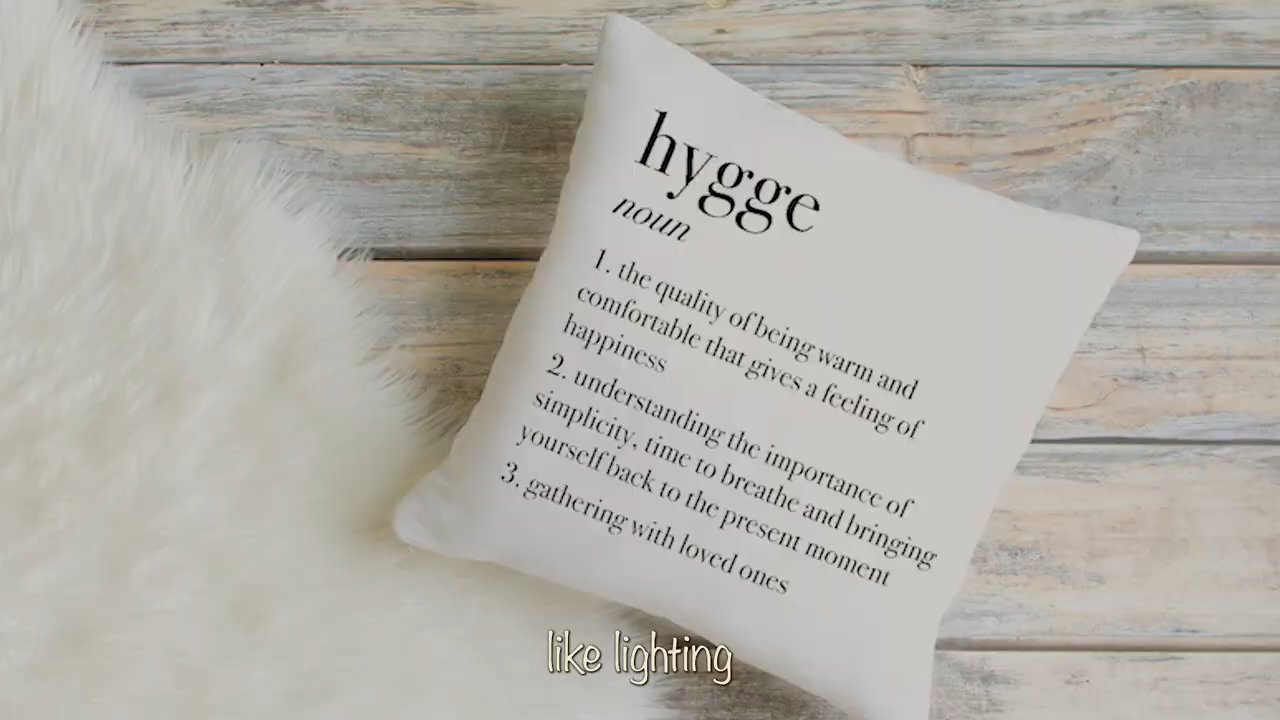 hygge
noun
1. the quality of being warm and
comfortable that gives a feeling of
happiness
2. understanding the importance of
simplicity, time to breathe and bringing
yourself back to the present moment
3. gathering with loved ones
like lighting